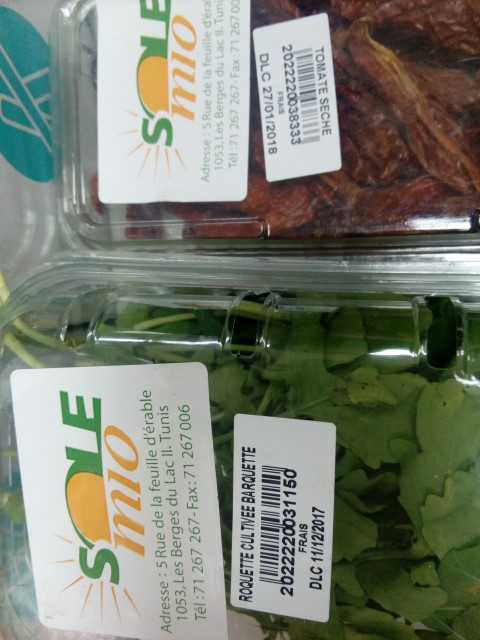 SOLE
mio
Adresse : 5 Rue de la feuille d'éra
1053, Les Berges du Lac II. Tunis
Tél :71 267 267- Fax: 71 267 00
TOMATE SECHE
2022220038333
FRAIS
DLC 27/01/2018
SOLE
mio
Adresse : 5 Rue de la feuille d'érable
1053, Les Berges du Lac II. Tunis
Tél :71 267 267- Fax: 71 267 006
ROQUETTE CULTIVEE BARQUETTE
2022220031150
FRAIS
DLC 11/12/2017